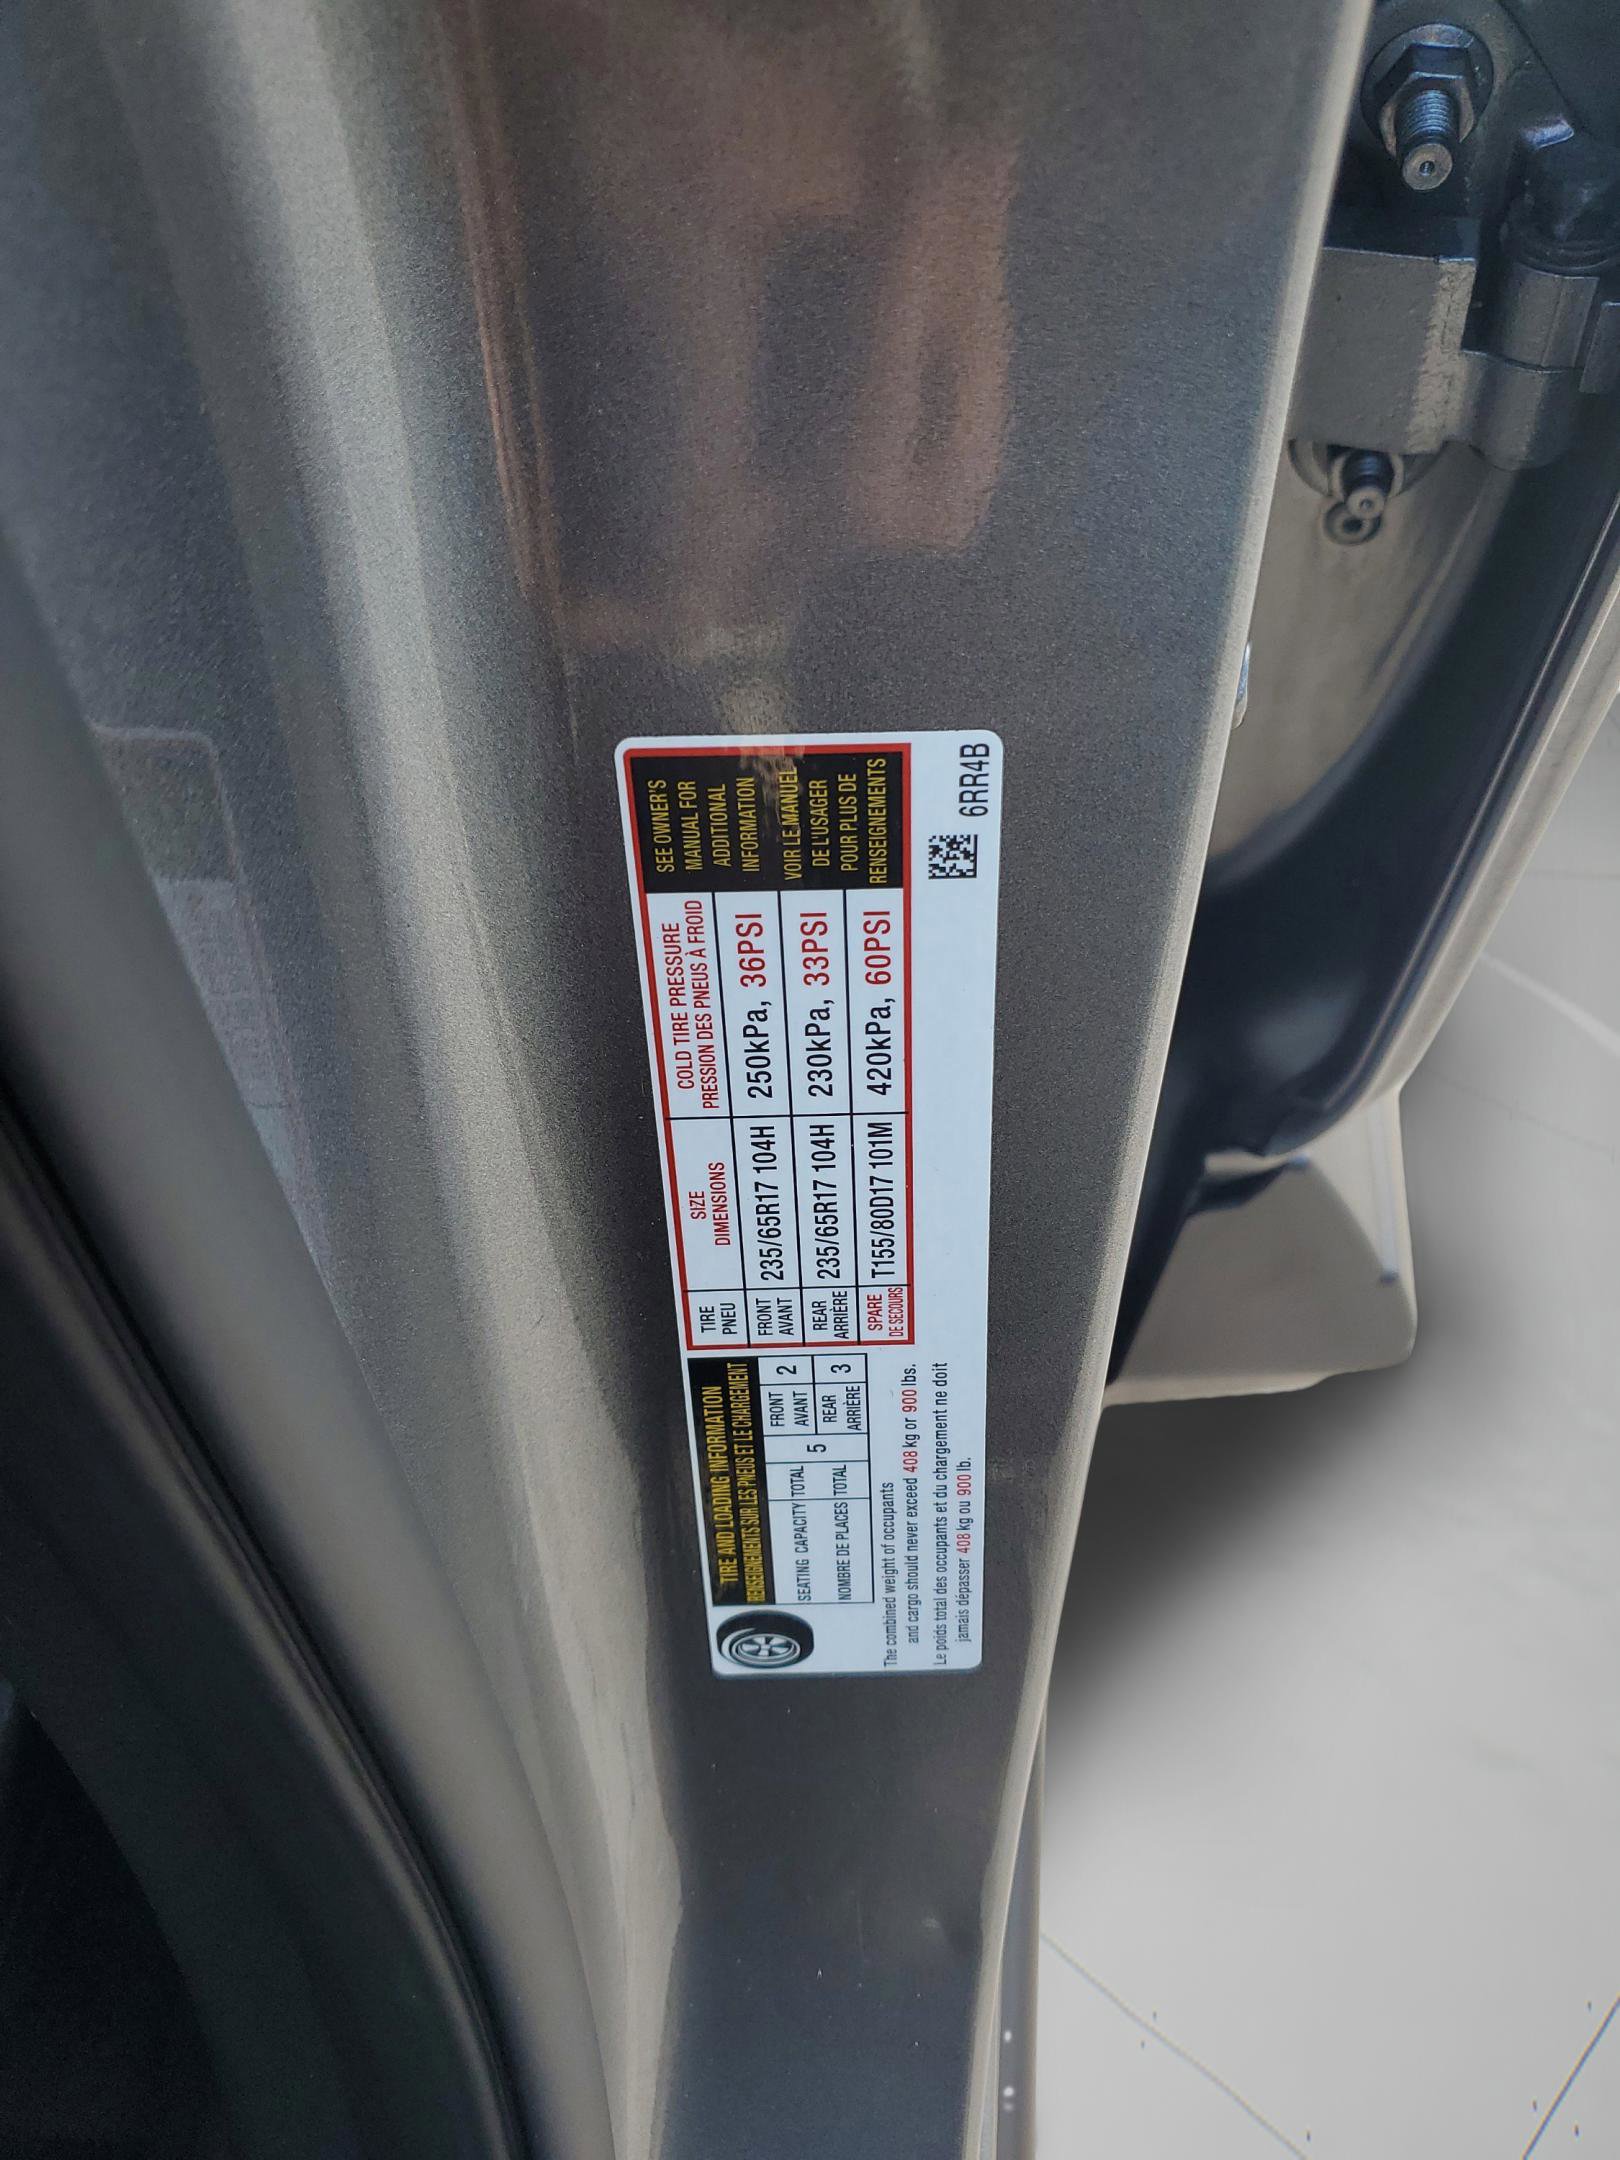 TIRE AND LOADING INFORMATION
RENSEIGNEMENTS SUR LES PNEUS ET LE CHARGEMENT
SEATING CAPACITY TOTAL 5 FRONT 2
NOMBRE DE PLACES TOTAL AVANT
REAR 3
ARRIÈRE
The combined weight of occupants
and cargo should never exceed 408 kg or 900 lbs.
Le poids total des occupants et du chargement ne doit
jamais dépasser 408 kg ou 900 lb.
TIRE
PNEU
SIZE
DIMENSIONS
COLD TIRE PRESSURE
PRESSION DES PNEUS À FROID
FRONT
AVANT
235/65R17 104H
250kPa, 36PSI
REAR
ARRIÈRE
235/65R17 104H
230kPa, 33PSI
SPARE
DE SECOURS
T155/80D17 101M
420kPa, 60PSI
SEE OWNER'S
MANUAL FOR
ADDITIONAL
INFORMATION
VOIR LE MANUEL
DE L'USAGER
POUR PLUS DE
RENSEIGNEMENTS
6RR4B